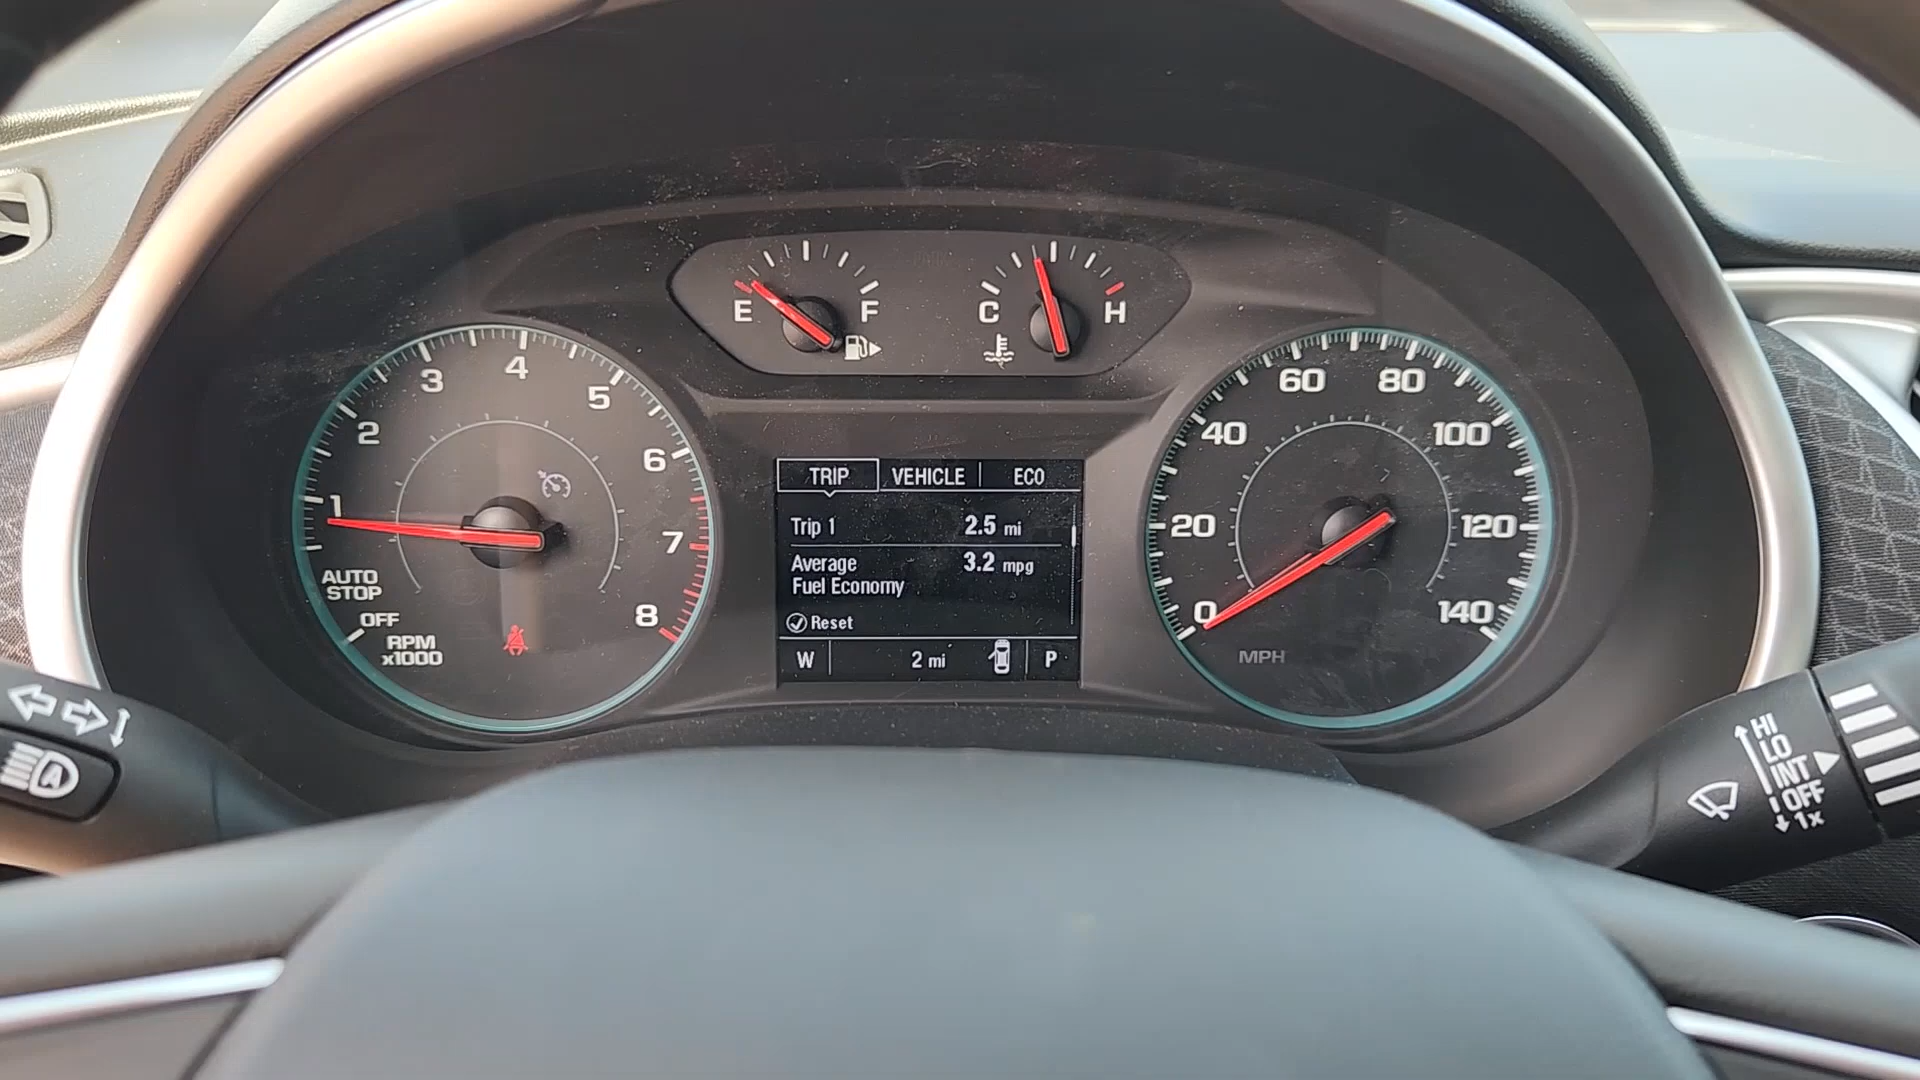 E F
C H
1
2
3
4
5
6
7
8
AUTO
STOP
OFF
RPM
x1000
TRIP VEHICLE ECO
Trip 1 2.5 mi
Average 3.2 mpg
Fuel Economy
Reset
W 2 mi P
0
20
40
60
80
100
120
140
MPH
A
HI
LO
INT
OFF
1x